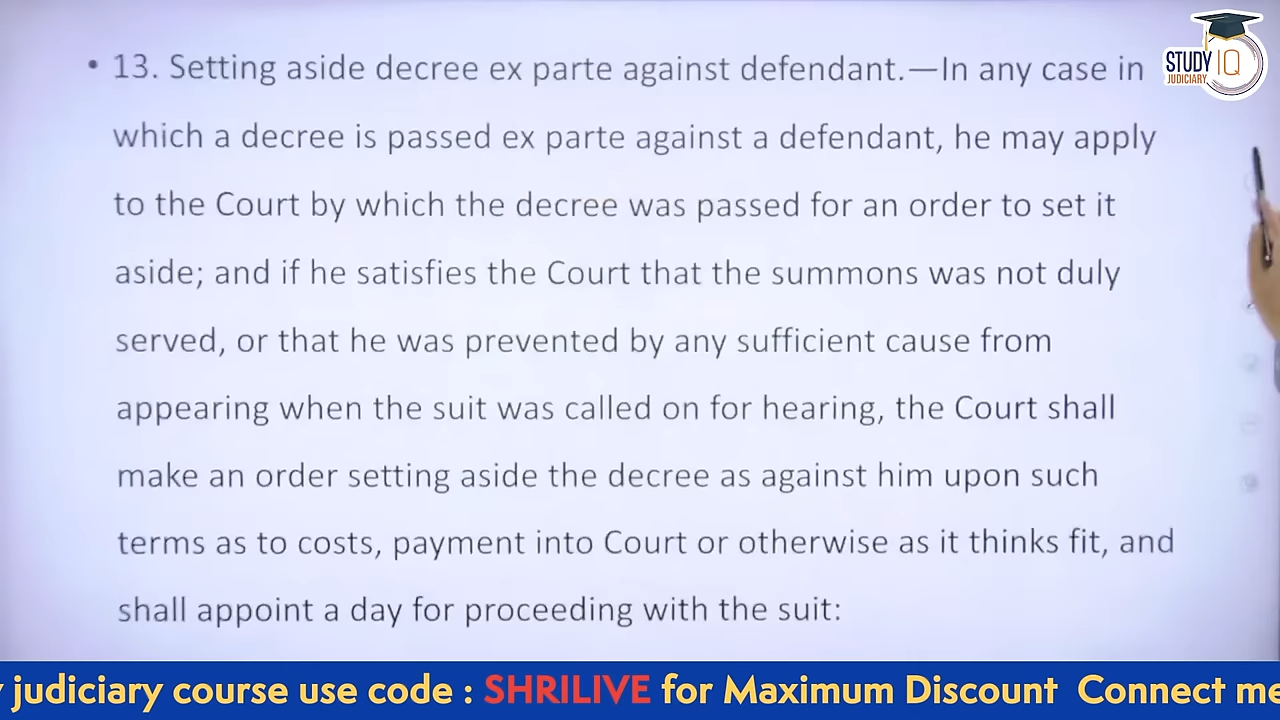 • 13. Setting aside decree ex parte against defendant.—In any case in
which a decree is passed ex parte against a defendant, he may apply
to the Court by which the decree was passed for an order to set it
aside; and if he satisfies the Court that the summons was not duly
served, or that he was prevented by any sufficient cause from
appearing when the suit was called on for hearing, the Court shall
make an order setting aside the decree as against him upon such
terms as to costs, payment into Court or otherwise as it thinks fit, and
shall appoint a day for proceeding with the suit:
STUDY IQ
JUDICIARY
judiciary course use code : SHRILIVE for Maximum Discount Connect me